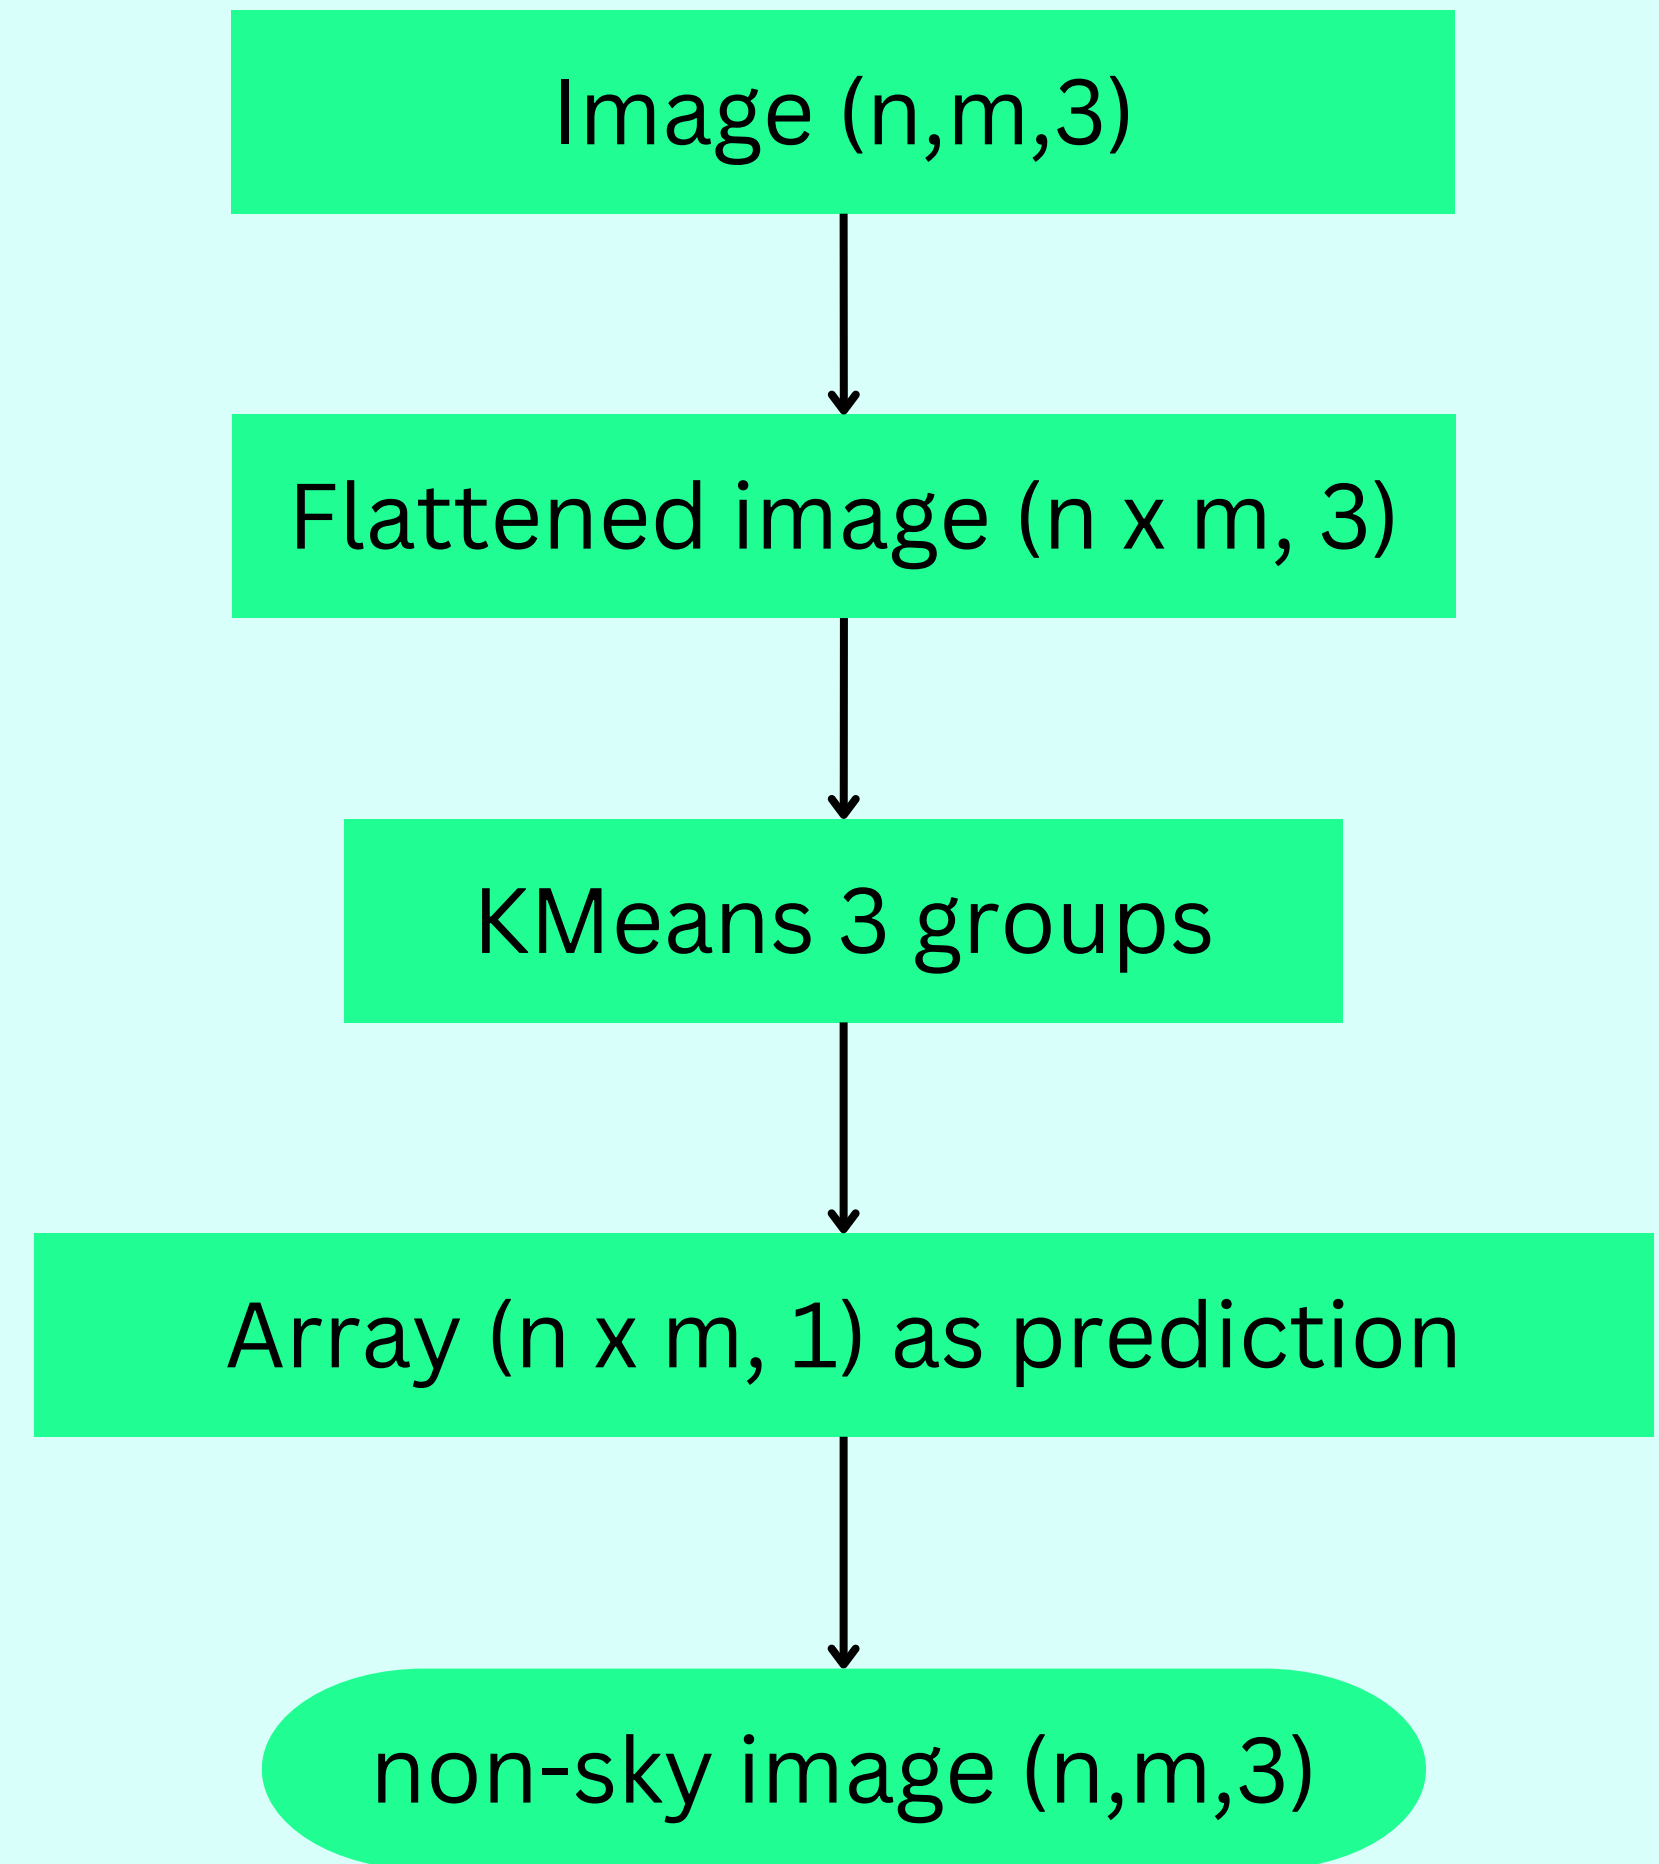 Image (n,m,3)
Flattened image (n x m, 3)
KMeans 3 groups
Array (n x m, 1) as prediction
non-sky image (n,m,3)